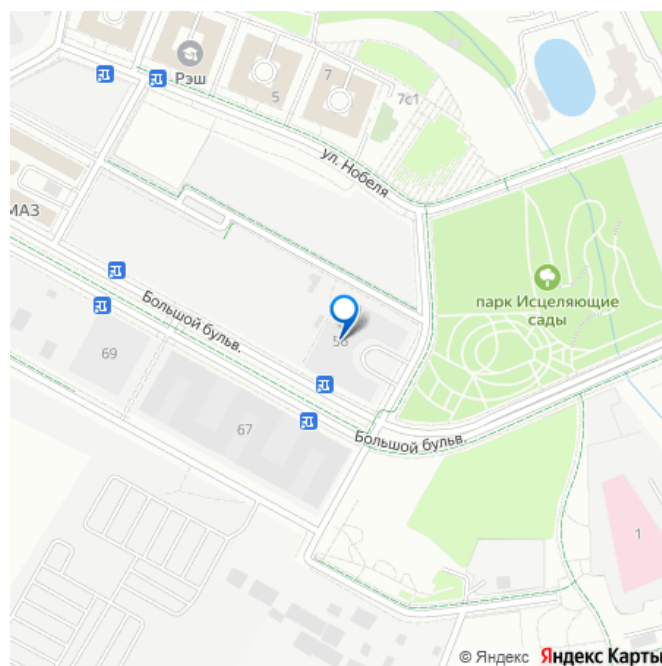 Рэш
7
5
7с1
ул. Нобеля
МАЗ
парк Исцеляющие
сады
Большой бульв.
69
67
Большой бульв.
1
© Яндекс Яндекс Карты